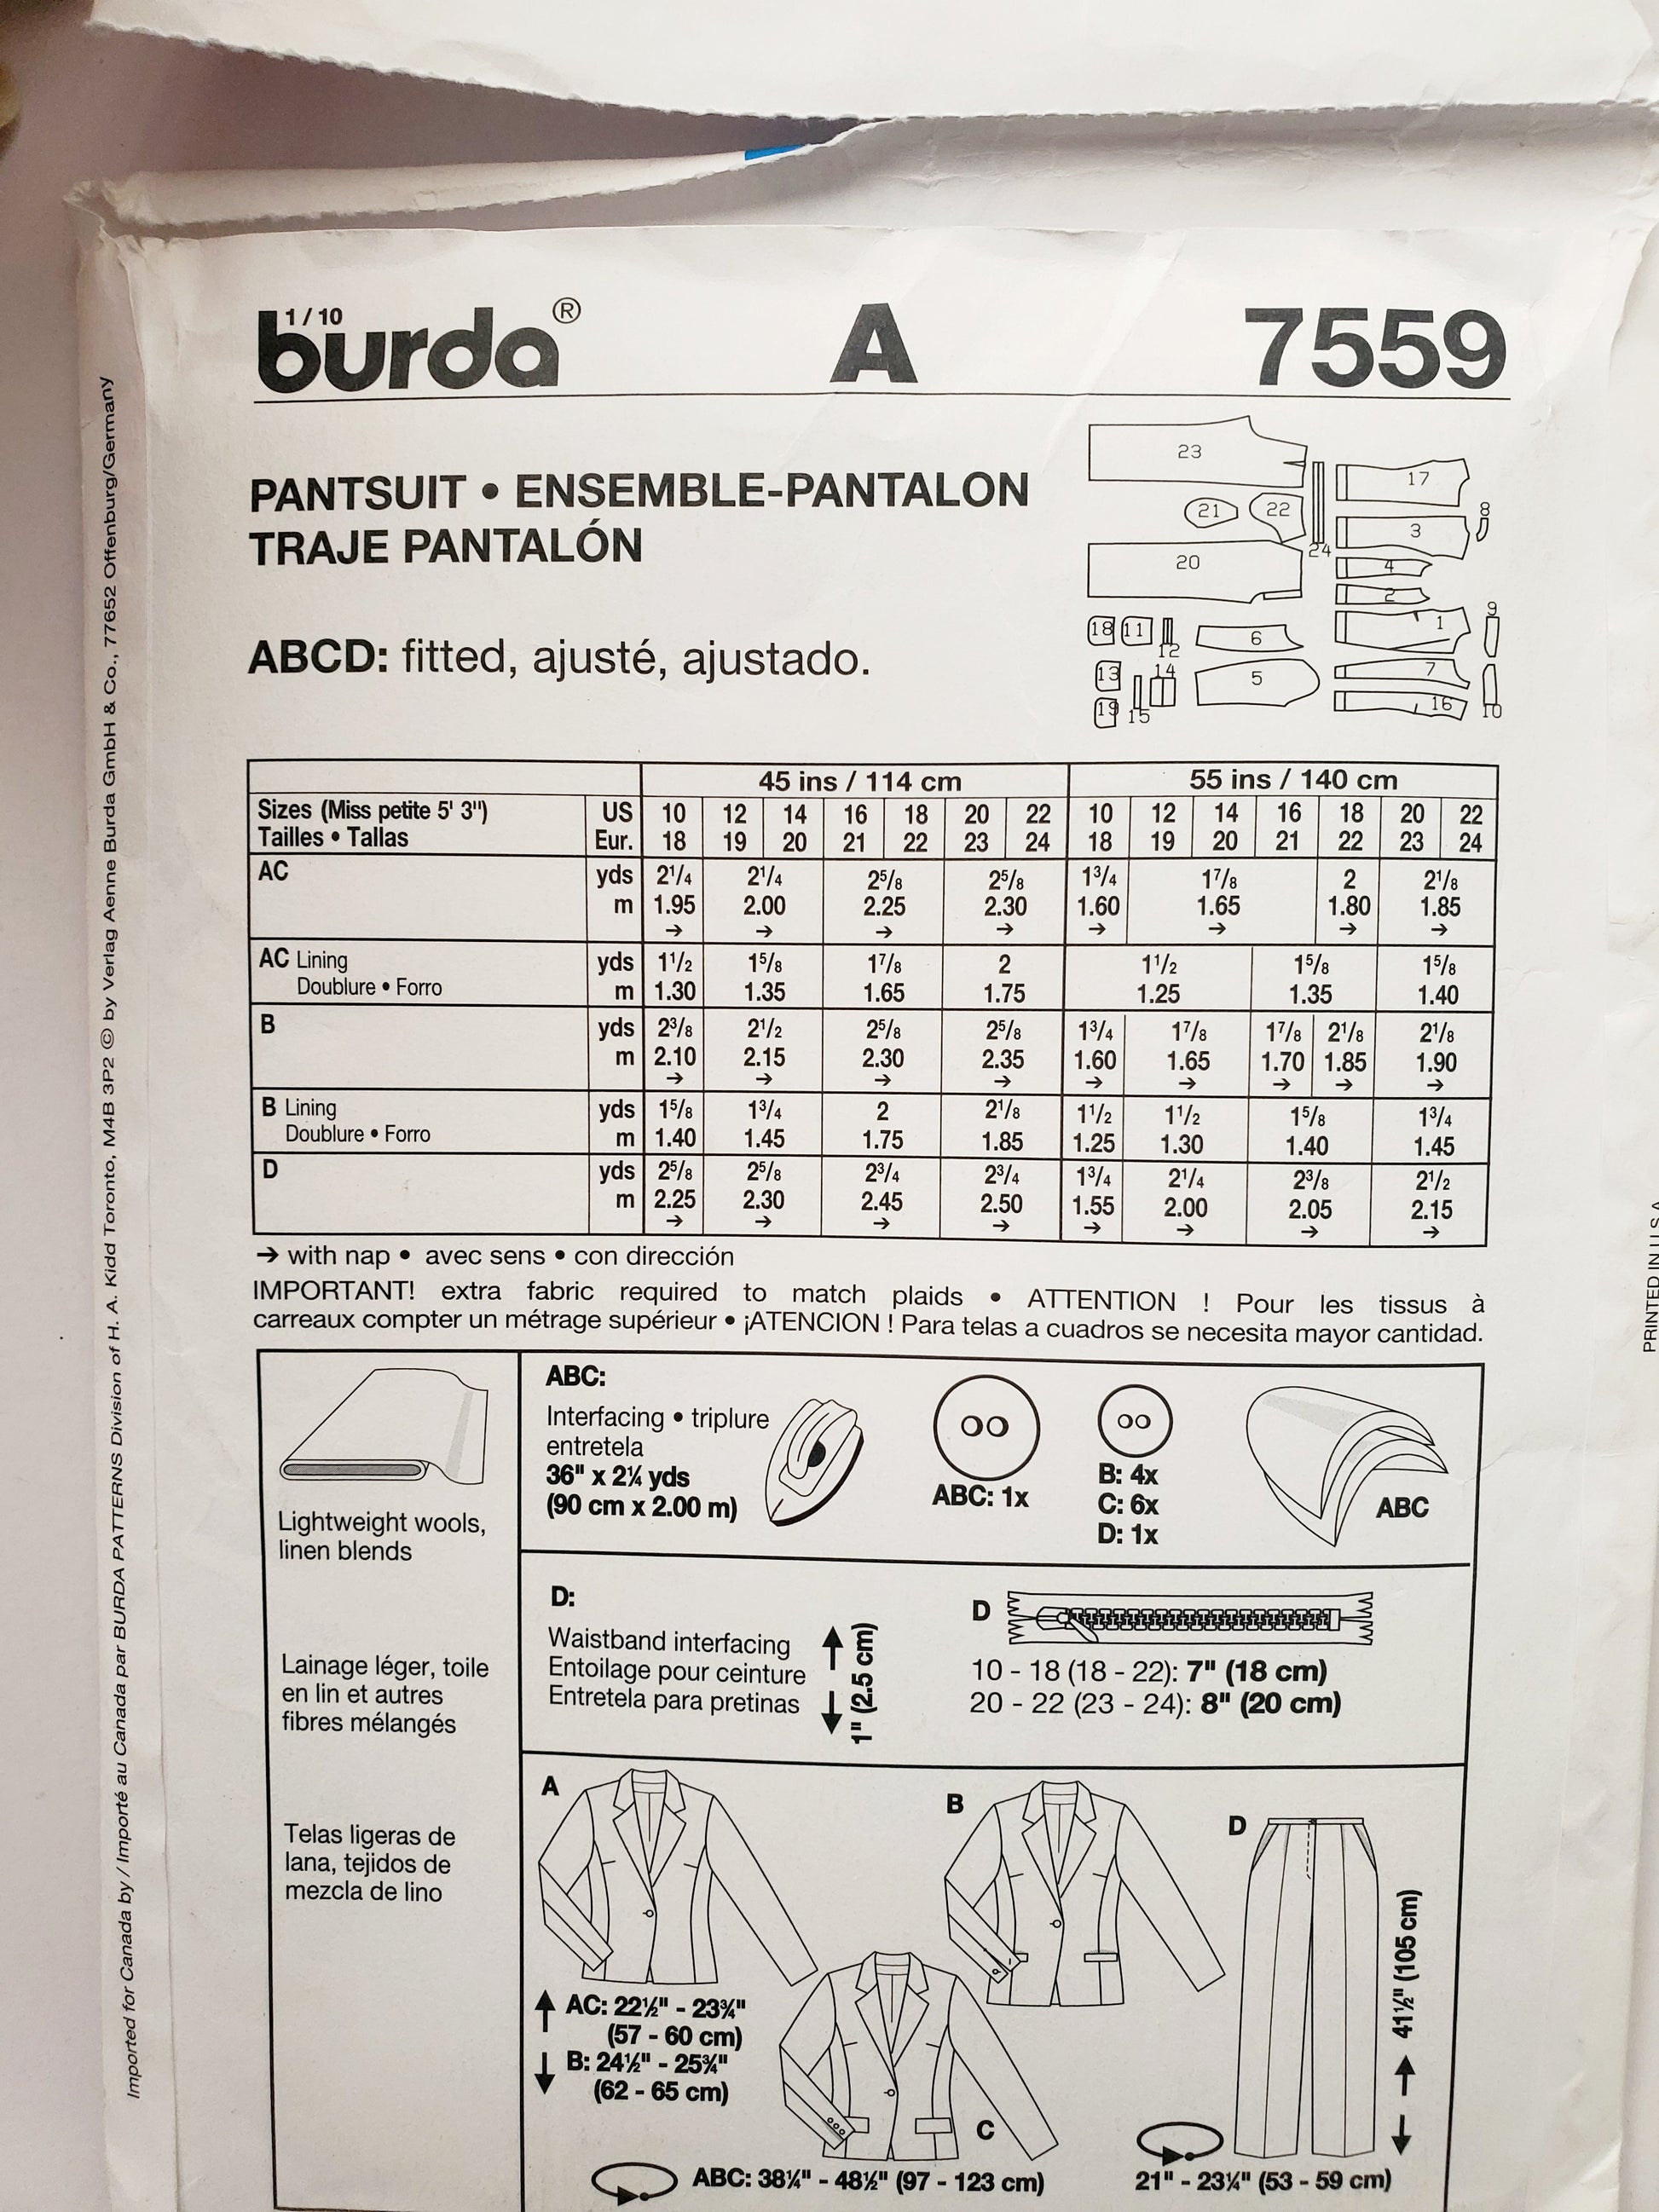 1 / 10
burda® A 7559
PANTSUIT • ENSEMBLE-PANTALON
TRAJE PANTALÓN
ABCD: fitted, ajusté, ajustado.
23
17
21
22
8
3
24
20
4
2
9
1
18
11
12
6
7
13
14
5
16
19
15
10
45 ins / 114 cm 55 ins / 140 cm
Sizes (Miss petite 5' 3") US 10 12 14 16 18 20 22 10 12 14 16 18 20 22
Tailles • Tallas Eur. 18 19 20 21 22 23 24 18 19 20 21 22 23 24
AC yds 2¹/₄ 2¹/₄ 2⁵/₈ 2⁵/₈ 1³/₄ 1⁷/₈ 2 2¹/₈
m 1.95 2.00 2.25 2.30 1.60 1.65 1.80 1.85
→ → → → → → → →
AC Lining yds 1¹/₂ 1⁵/₈ 1⁷/₈ 2 1¹/₂ 1⁵/₈ 1⁵/₈
Doublure • Forro m 1.30 1.35 1.65 1.75 1.25 1.35 1.40
B yds 2³/₈ 2¹/₂ 2⁵/₈ 2⁵/₈ 1³/₄ 1⁷/₈ 1⁷/₈ 2¹/₈ 2¹/₈
m 2.10 2.15 2.30 2.35 1.60 1.65 1.70 1.85 1.90
→ → → → → → → → →
B Lining yds 1⁵/₈ 1³/₄ 2 2¹/₈ 1¹/₂ 1¹/₂ 1⁵/₈ 1³/₄
Doublure • Forro m 1.40 1.45 1.75 1.85 1.25 1.30 1.40 1.45
D yds 2⁵/₈ 2⁵/₈ 2³/₄ 2³/₄ 1³/₄ 2¹/₄ 2³/₈ 2¹/₂
m 2.25 2.30 2.45 2.50 1.55 2.00 2.05 2.15
→ → → → → → → →
→ with nap • avec sens • con dirección
IMPORTANT! extra fabric required to match plaids • ATTENTION ! Pour les tissus à
carreaux compter un métrage supérieur • ¡ATENCION ! Para telas a cuadros se necesita mayor cantidad.
Lightweight wools,
linen blends
Lainage léger, toile
en lin et autres
fibres mélangés
Telas ligeras de
lana, tejidos de
mezcla de lino
ABC:
Interfacing • triplure
entretela
36" x 2¼ yds
(90 cm x 2.00 m)
ABC: 1x
B: 4x
C: 6x
D: 1x
ABC
D:
Waistband interfacing
Entoilage pour ceinture
Entretela para pretinas
1" (2.5 cm)
D
10 - 18 (18 - 22): 7" (18 cm)
20 - 22 (23 - 24): 8" (20 cm)
A
B
D
C
AC: 22½" - 23¾"
(57 - 60 cm)
B: 24½" - 25¾"
(62 - 65 cm)
41½" (105 cm)
ABC: 38¼" - 48½" (97 - 123 cm)
21" - 23¼" (53 - 59 cm)
Imported for Canada by / Importé au Canada par BURDA PATTERNS Division of H. A. Kidd Toronto, M4B 3P2 © by Verlag Aenne Burda GmbH & Co., 77652 Offenburg/Germany
PRINTED IN U.S.A.